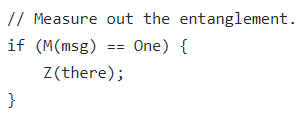 // Measure out the entanglement.
if (M(msg) == One) {
    Z(there);
}